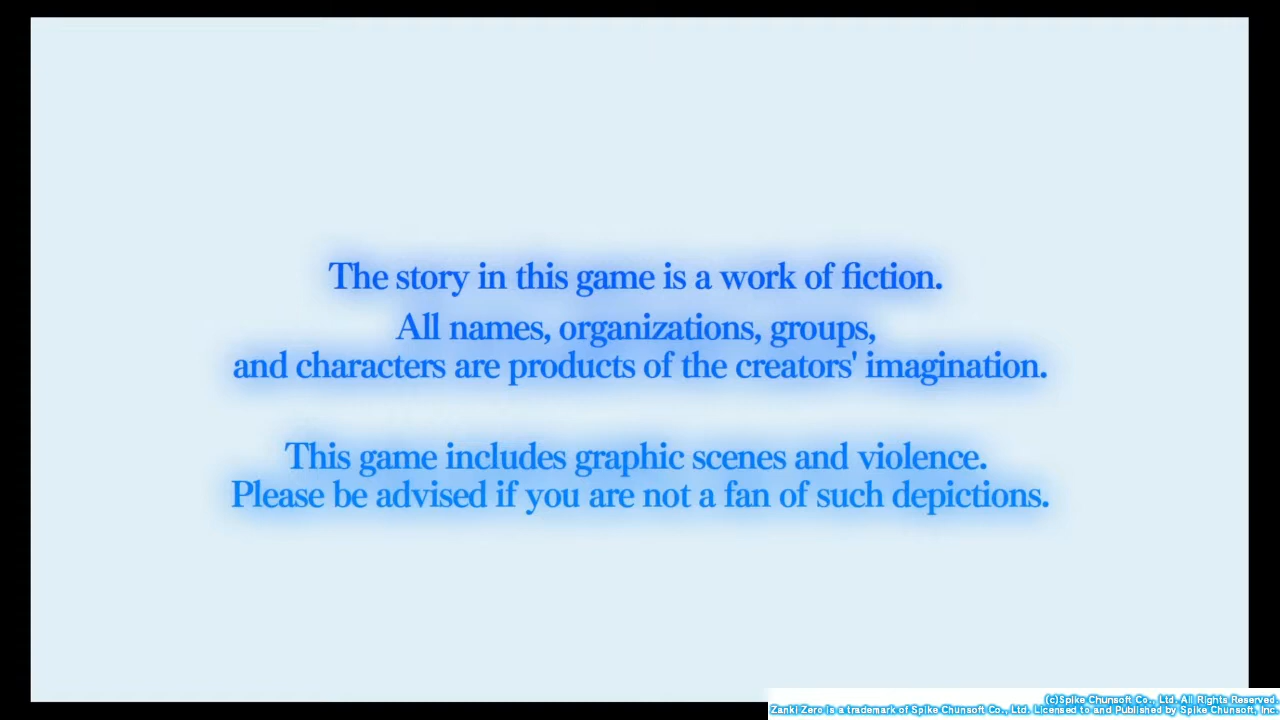 The story in this game is a work of fiction.
All names, organizations, groups,
and characters are products of the creators' imagination.
This game includes graphic scenes and violence.
Please be advised if you are not a fan of such depictions.
(c)Spike Chunsoft Co., Ltd. All Rights Reserved.
Zanki Zero is a trademark of Spike Chunsoft Co., Ltd. Licensed to and Published by Spike Chunsoft, Inc.